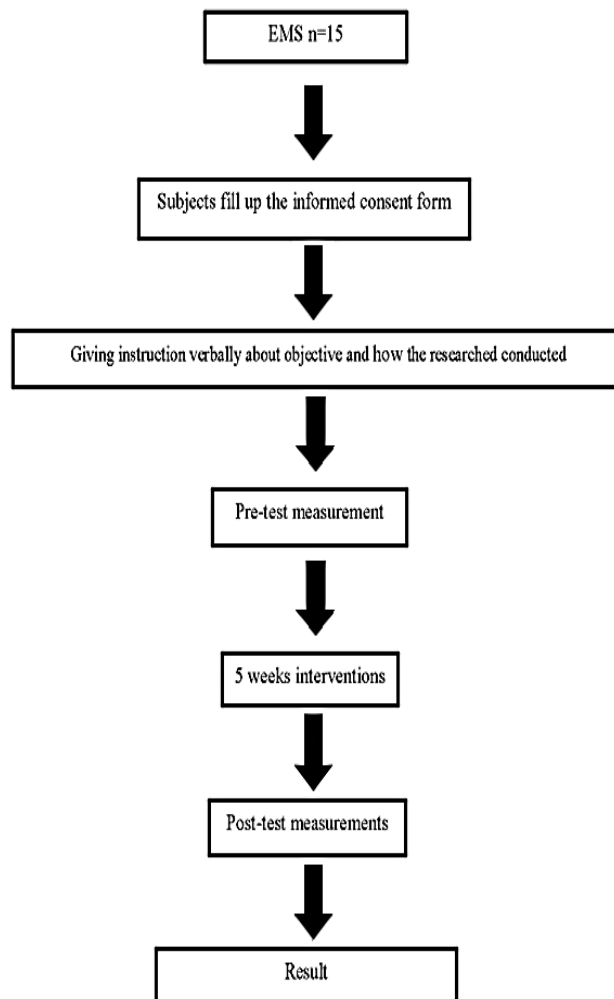 EMS n=15
Subjects fill up the informed consent form
Giving instruction verbally about objective and how the researched conducted
Pre-test measurement
5 weeks interventions
Post-test measurements
Result